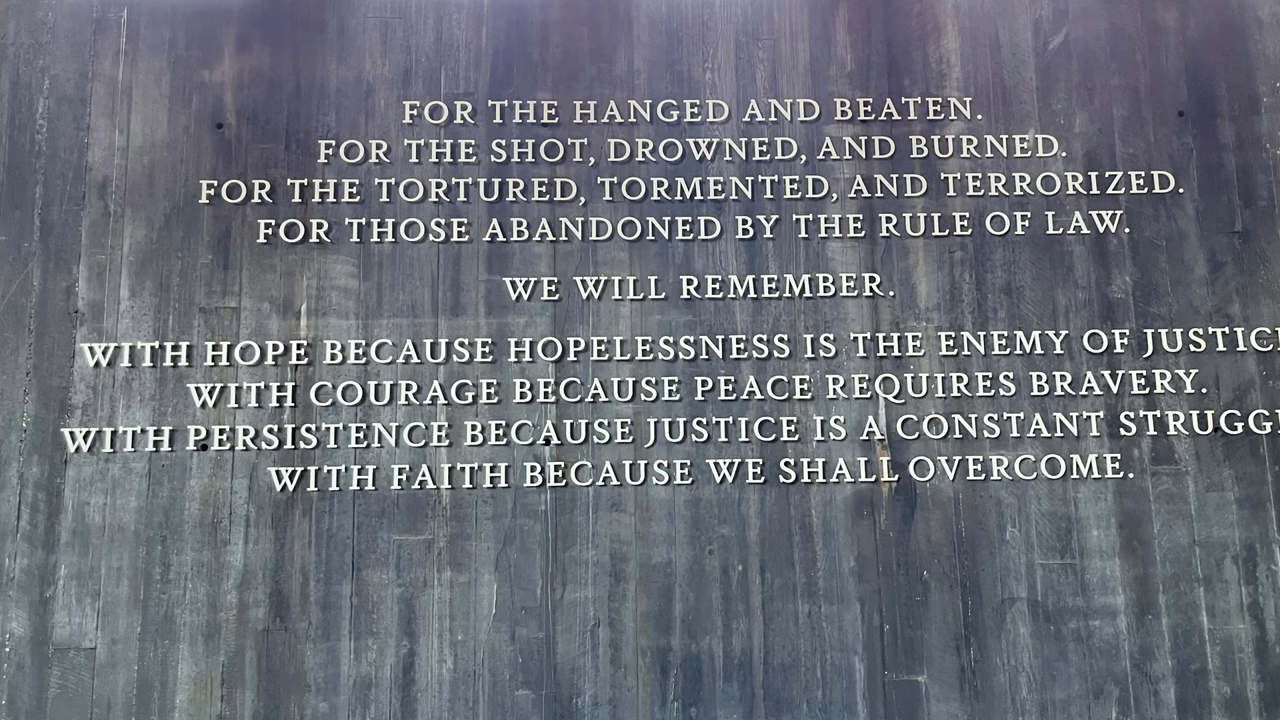 FOR THE HANGED AND BEATEN.
FOR THE SHOT, DROWNED, AND BURNED.
FOR THE TORTURED, TORMENTED, AND TERRORIZED.
FOR THOSE ABANDONED BY THE RULE OF LAW.
WE WILL REMEMBER.
WITH HOPE BECAUSE HOPELESSNESS IS THE ENEMY OF JUSTIC
WITH COURAGE BECAUSE PEACE REQUIRES BRAVERY.
WITH PERSISTENCE BECAUSE JUSTICE IS A CONSTANT STRUGG
WITH FAITH BECAUSE WE SHALL OVERCOME.